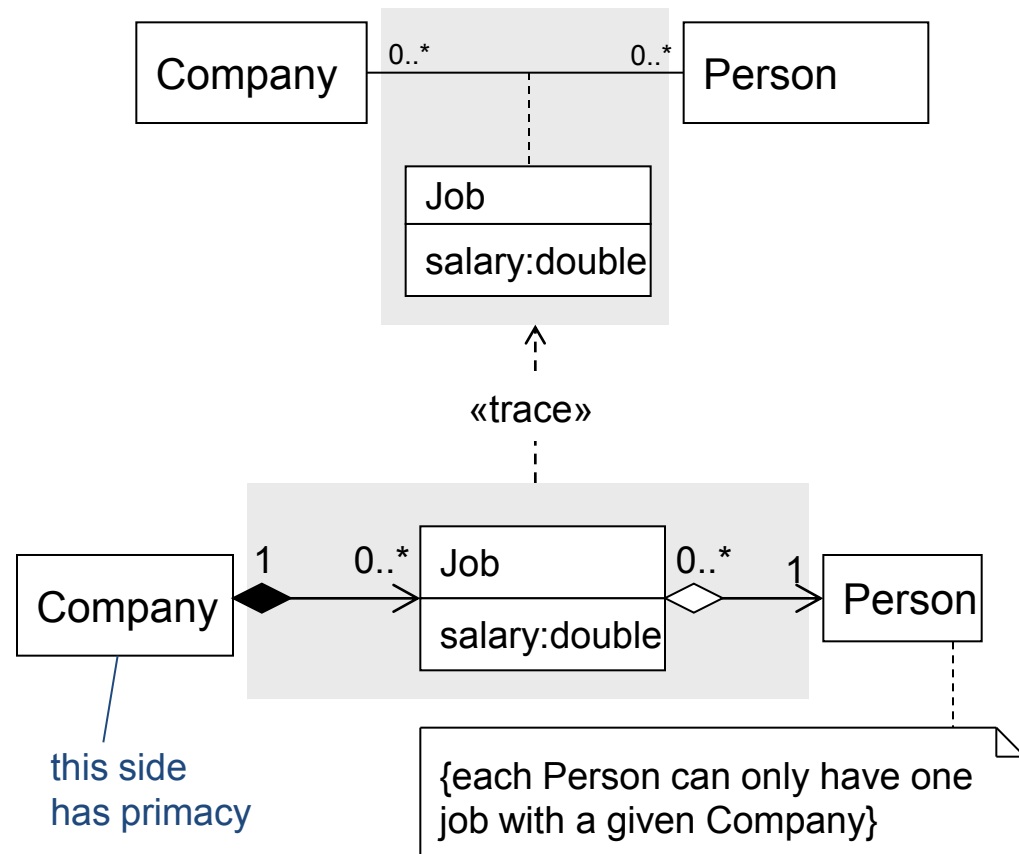 Company
0..*
0..*
Person
Job
salary:double
«trace»
Company
1
0..*
Job
salary:double
0..*
1
Person
this side
has primacy
{each Person can only have one
job with a given Company}